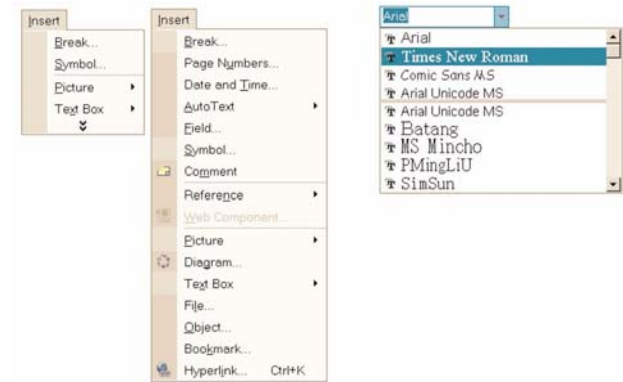 Insert
Break...
Symbol...
Picture
Text Box
Insert
Break...
Page Numbers...
Date and Time...
AutoText
Field...
Symbol...
Comment
Reference
Web Component...
Picture
Diagram...
Text Box
File...
Object...
Bookmark...
Hyperlink... Ctrl+K
Arial
Arial
Times New Roman
Comic Sans MS
Arial Unicode MS
Arial Unicode MS
Batang
MS Mincho
PMingLiU
SimSun